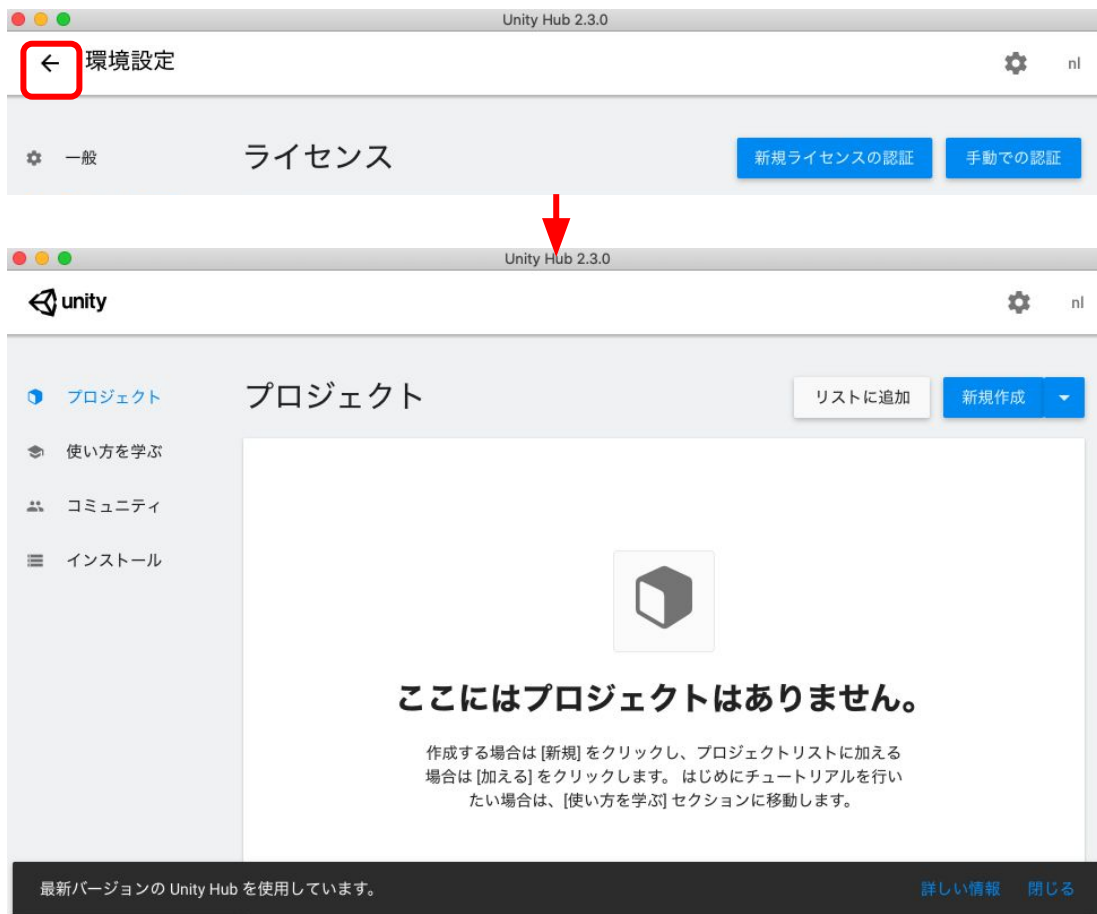 Unity Hub 2.3.0
環境設定
nl
一般
ライセンス
新規ライセンスの認証
手動での認証
Unity Hub 2.3.0
unity
nl
プロジェクト
プロジェクト
リストに追加
新規作成
使い方を学ぶ
コミュニティ
インストール
ここにはプロジェクトはありません。
作成する場合は [新規] をクリックし、プロジェクトリストに加える
場合は [加える] をクリックします。 はじめにチュートリアルを行い
たい場合は、[使い方を学ぶ] セクションに移動します。
最新バージョンの Unity Hub を使用しています。
詳しい情報
閉じる